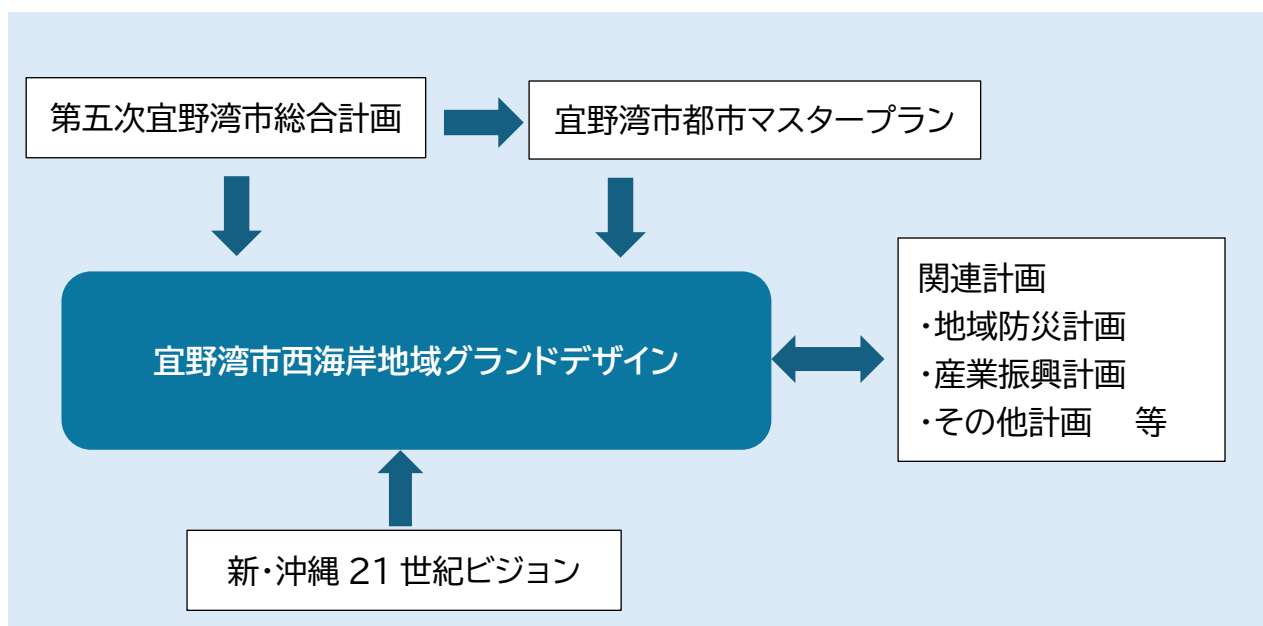 第五次宜野湾市総合計画
宜野湾市都市マスタープラン
宜野湾市西海岸地域グランドデザイン
関連計画
・地域防災計画
・産業振興計画
・その他計画　等
新・沖縄 21 世紀ビジョン